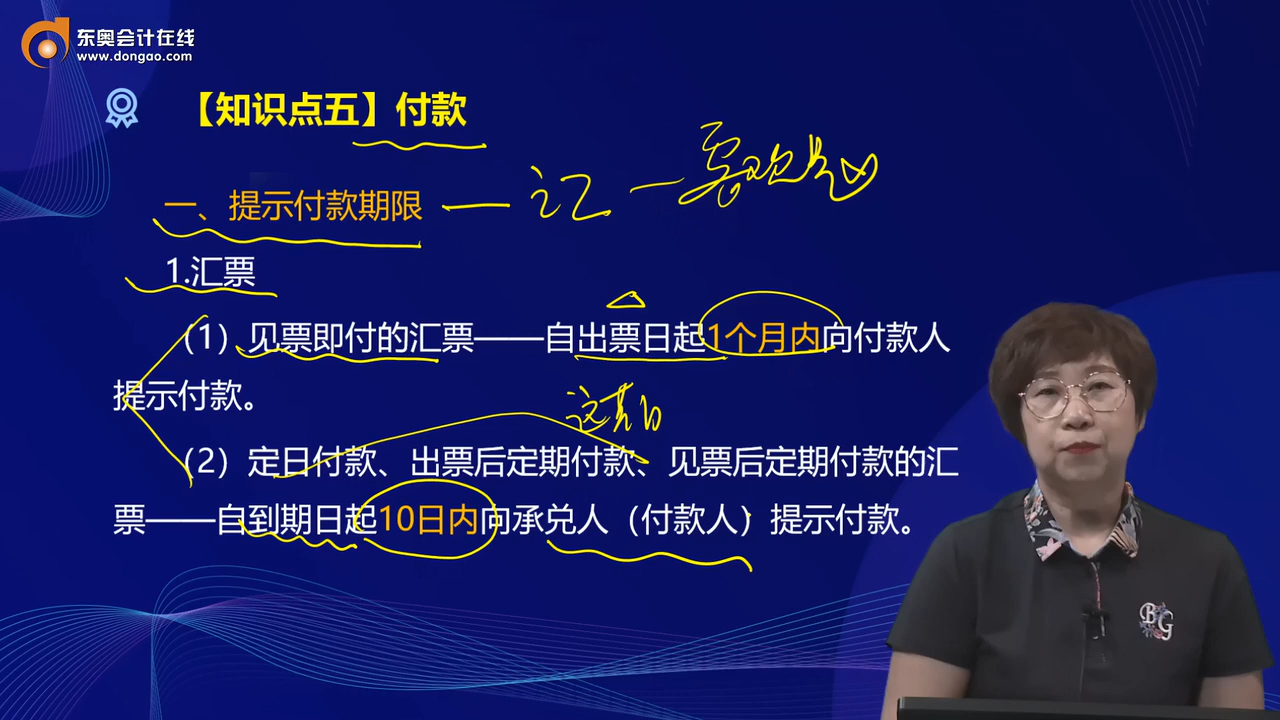 东奥会计在线
www.dongao.com
【知识点五】付款
一、提示付款期限
汇
1.汇票
(1) 见票即付的汇票——自出票日起1个月内向付款人
提示付款。
(2) 定日付款、出票后定期付款、见票后定期付款的汇
票——自到期日起10日内向承兑人（付款人）提示付款。
BG